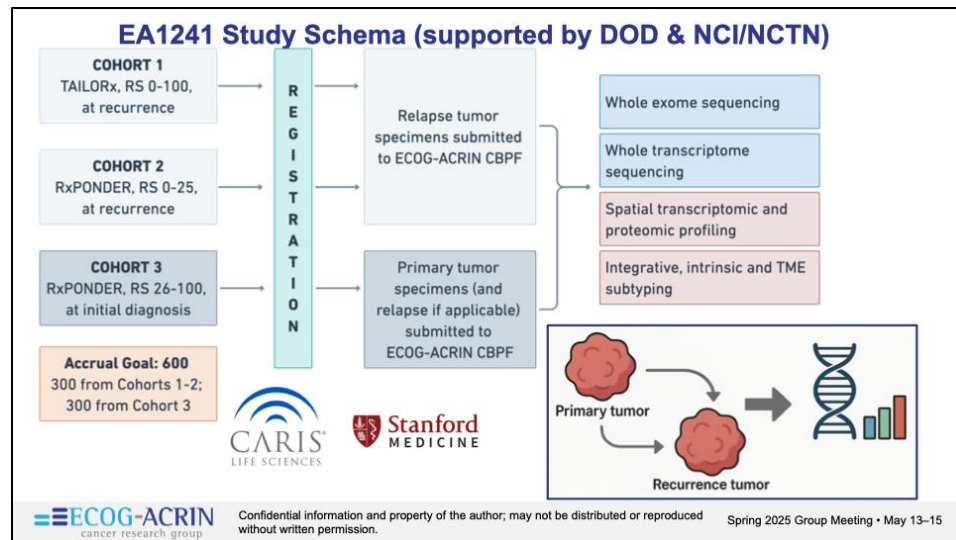 EA1241 Study Schema (supported by DOD & NCI/NCTN)
COHORT 1
TAILORx, RS 0-100,
at recurrence
COHORT 2
RxPONDER, RS 0-25,
at recurrence
COHORT 3
RxPONDER, RS 26-100,
at initial diagnosis
Accrual Goal: 600
300 from Cohorts 1-2;
300 from Cohort 3
R
E
G
I
S
T
R
A
T
I
O
N
Relapse tumor
specimens submitted
to ECOG-ACRIN CBPF
Primary tumor
specimens (and
relapse if applicable)
submitted to
ECOG-ACRIN CBPF
Whole exome sequencing
Whole transcriptome
sequencing
Spatial transcriptomic and
proteomic profiling
Integrative, intrinsic and TME
subtyping
CARIS
LIFE SCIENCES
Stanford
MEDICINE
Primary tumor
Recurrence tumor
ECOG-ACRIN
cancer research group
Confidential information and property of the author; may not be distributed or reproduced
without written permission.
Spring 2025 Group Meeting • May 13–15